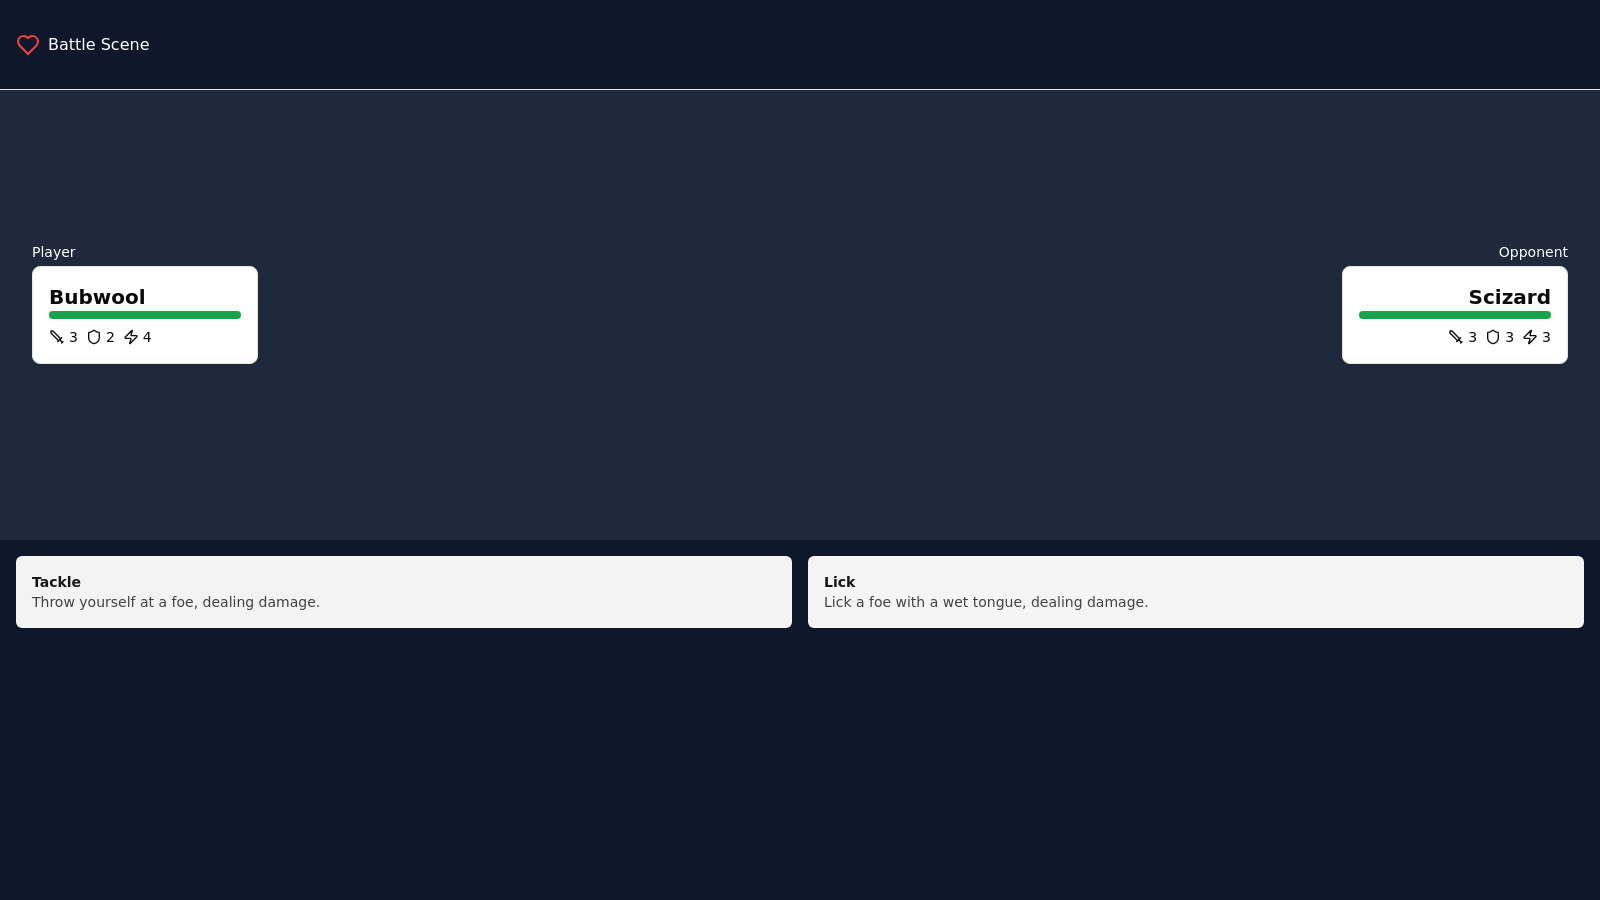 Battle Scene
Player
Bubwool
3 2 4
Opponent
Scizard
3 3 3
Tackle
Throw yourself at a foe, dealing damage.
Lick
Lick a foe with a wet tongue, dealing damage.